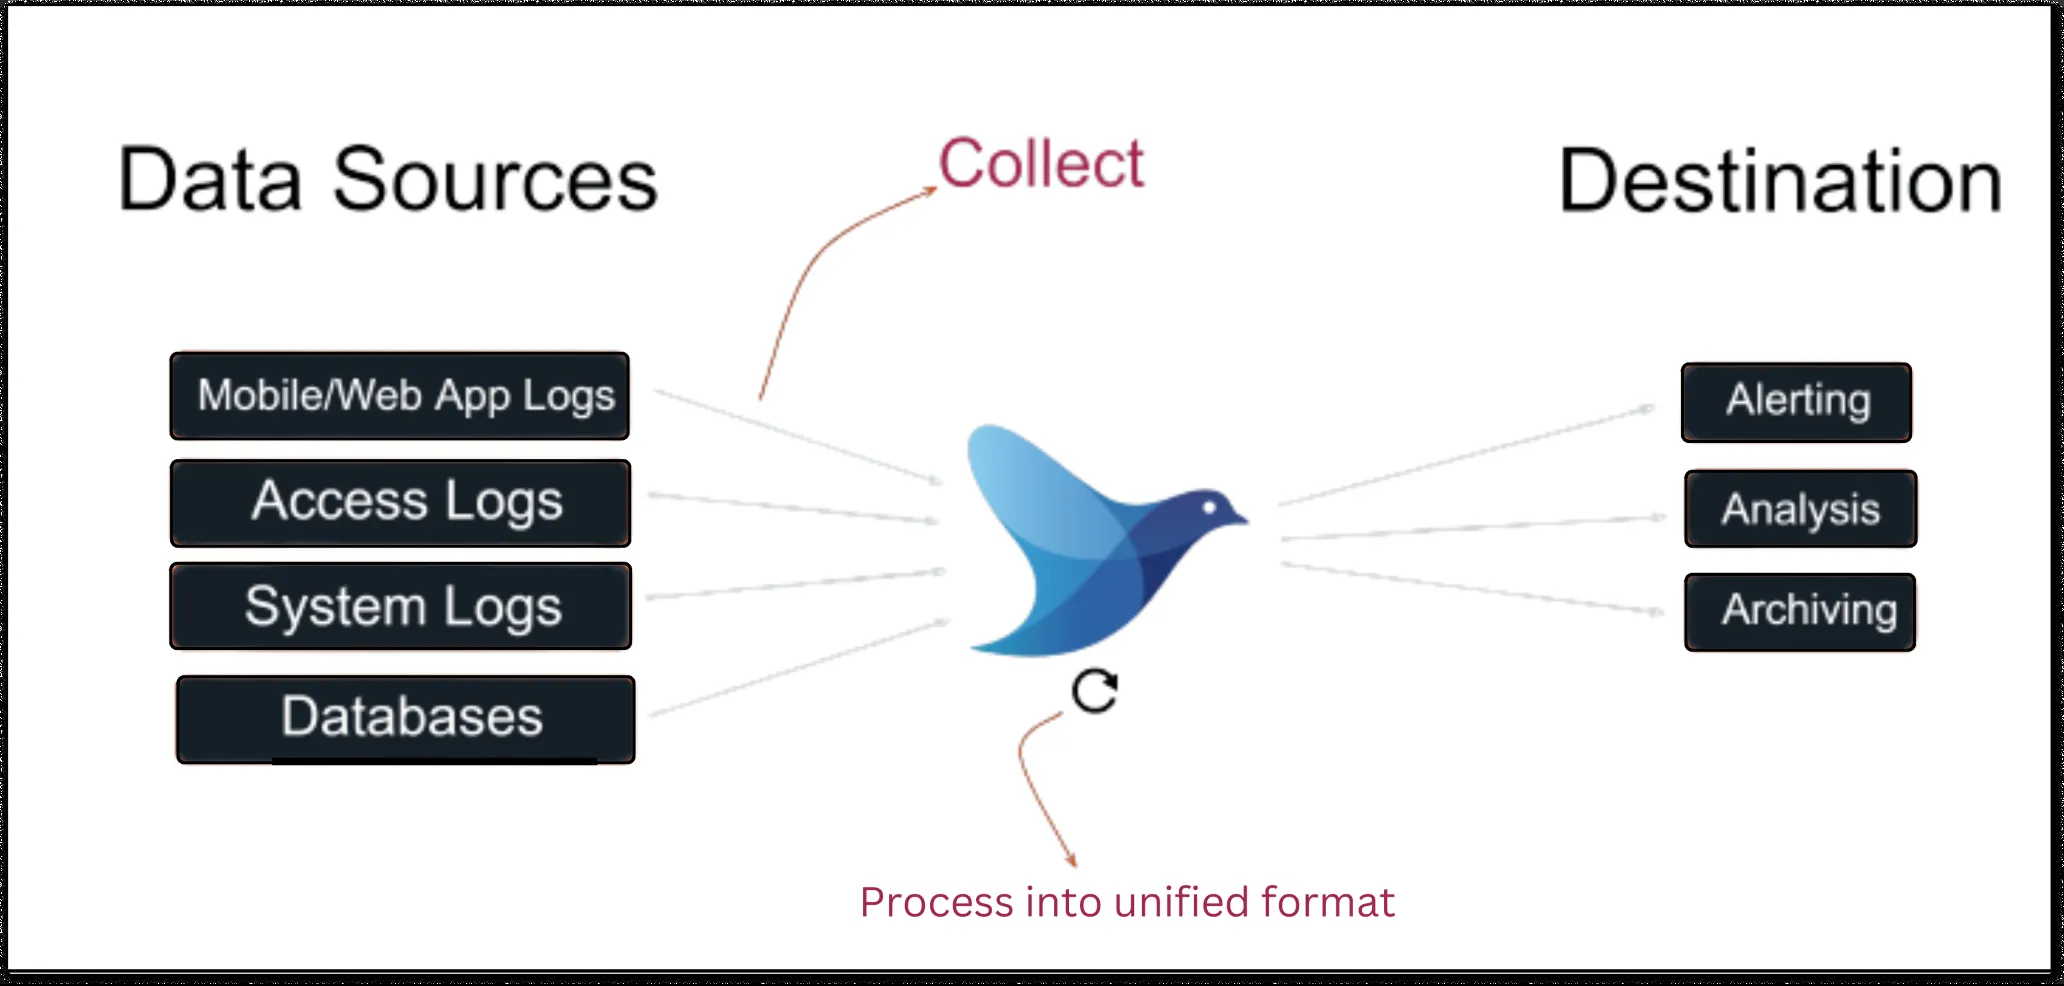 Data Sources
Collect
Destination
Mobile/Web App Logs
Access Logs
System Logs
Databases
Alerting
Analysis
Archiving
Process into unified format